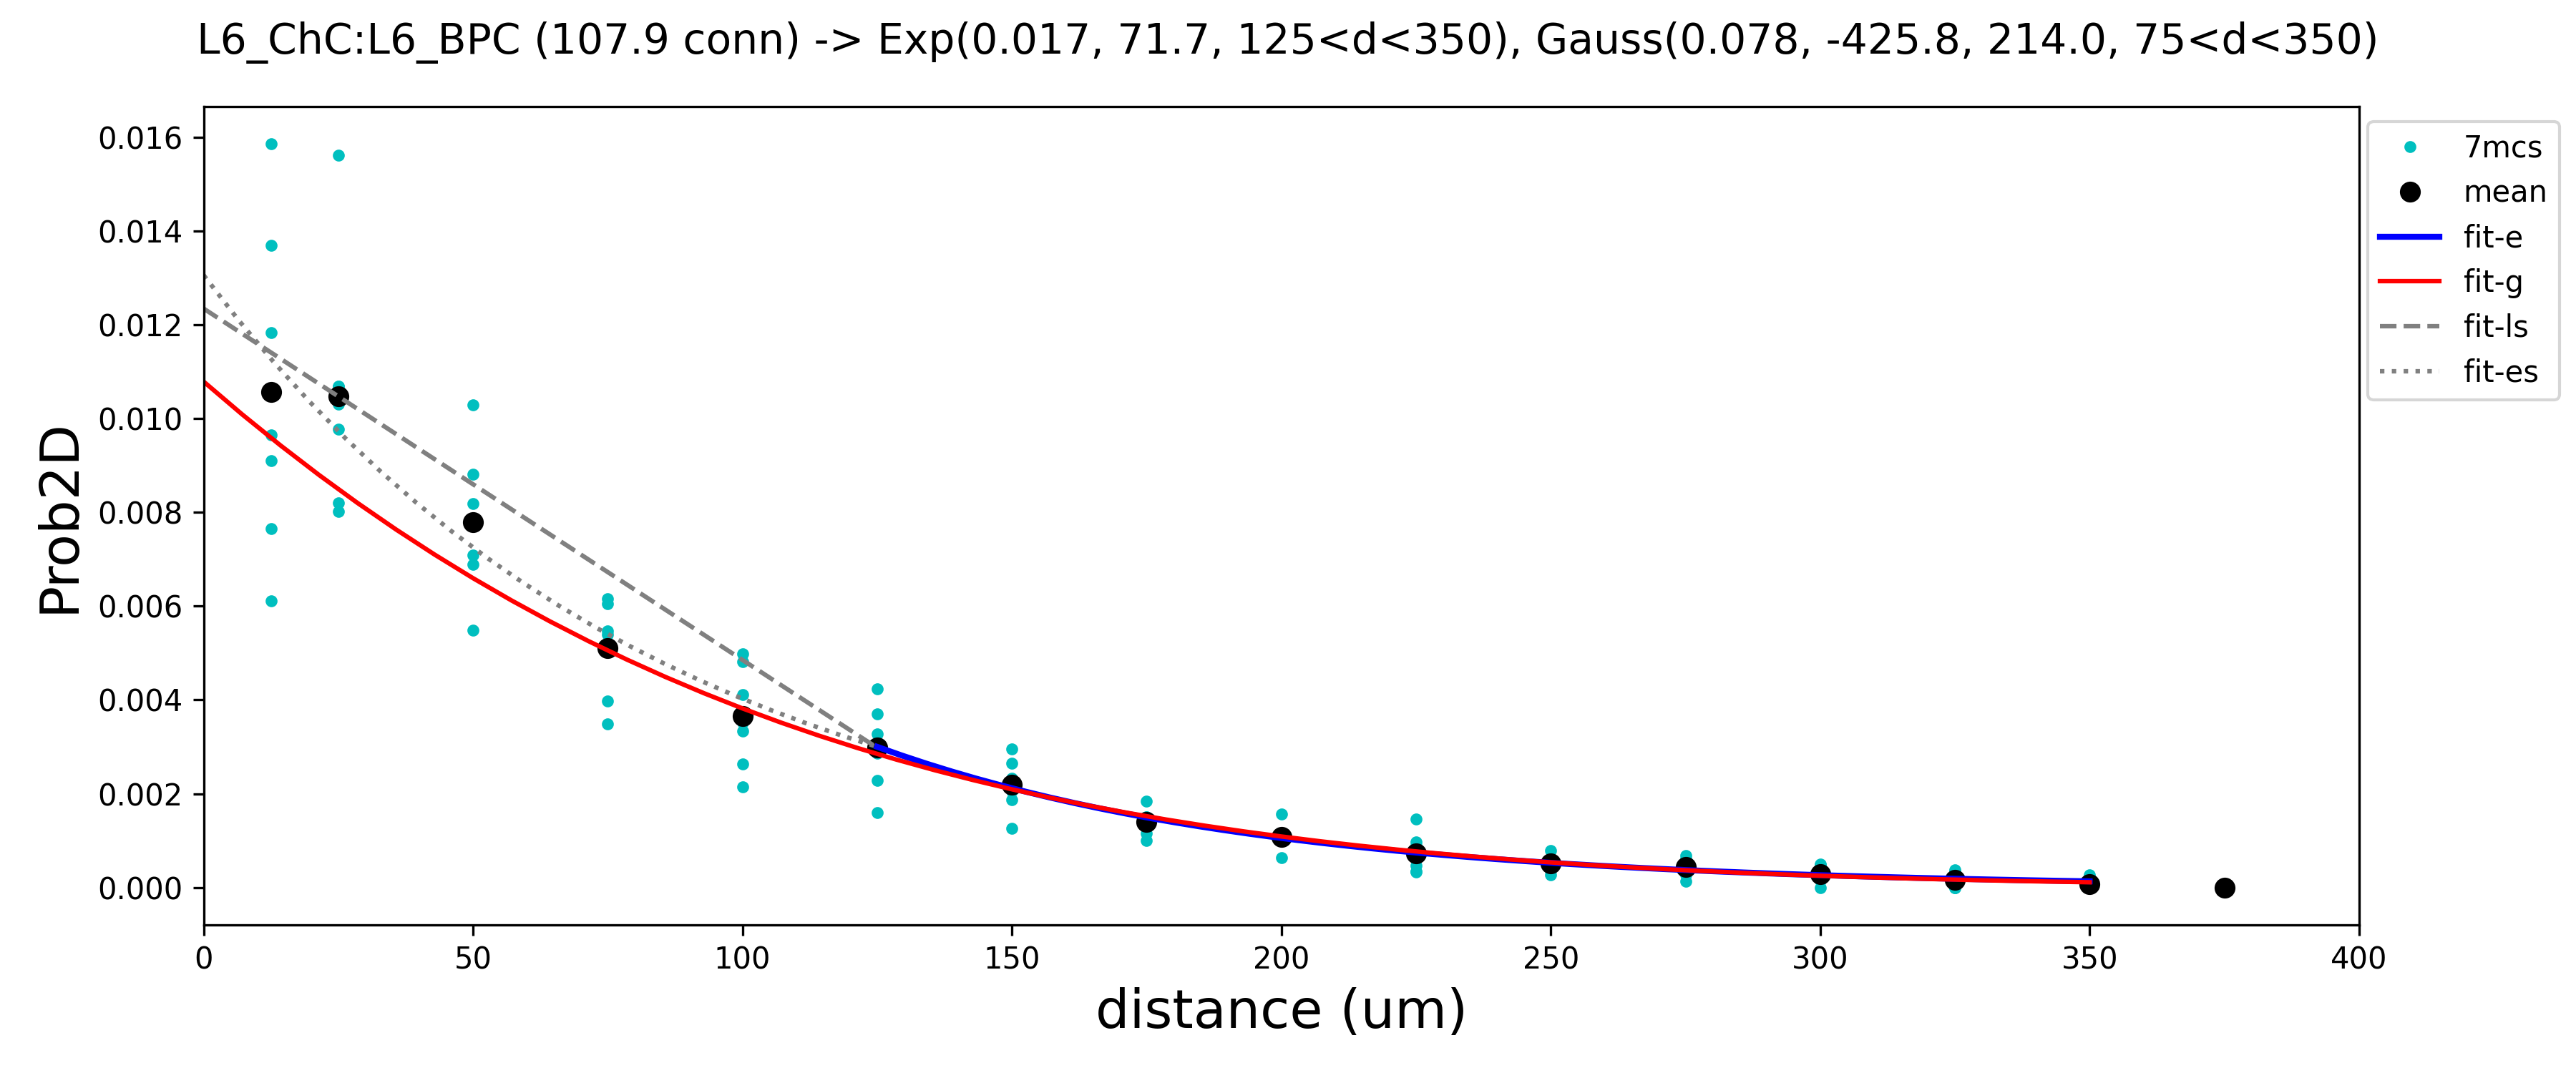 L6_ChC:L6_BPC (107.9 conn) -> Exp(0.017, 71.7, 125<d<350), Gauss(0.078, -425.8, 214.0, 75<d<350)
0.016
0.014
0.012
0.010
0.008
0.006
0.004
0.002
0.000
Prob2D
0 50 100 150 200 250 300 350 400
distance (um)
7mcs
mean
fit-e
fit-g
fit-ls
fit-es